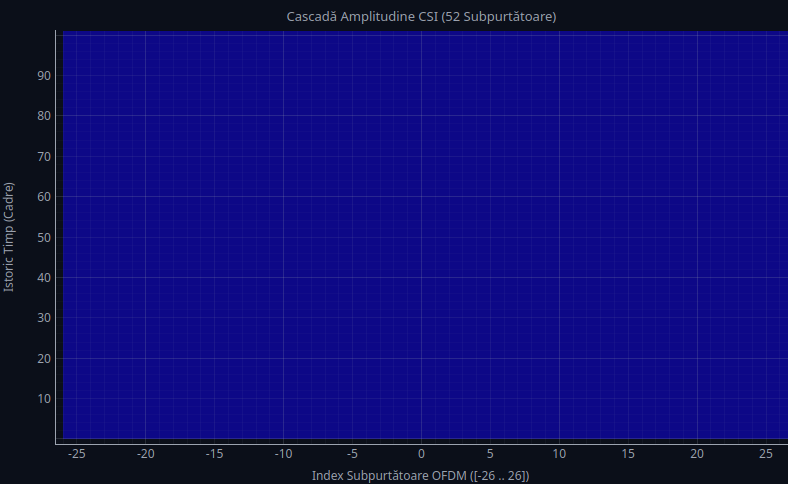 Cascadă Amplitudine CSI (52 Subpurtătoare)
Istoric Timp (Cadre)
90
80
70
60
50
40
30
20
10
-25 -20 -15 -10 -5 0 5 10 15 20 25
Index Subpurtătoare OFDM ([-26 .. 26])